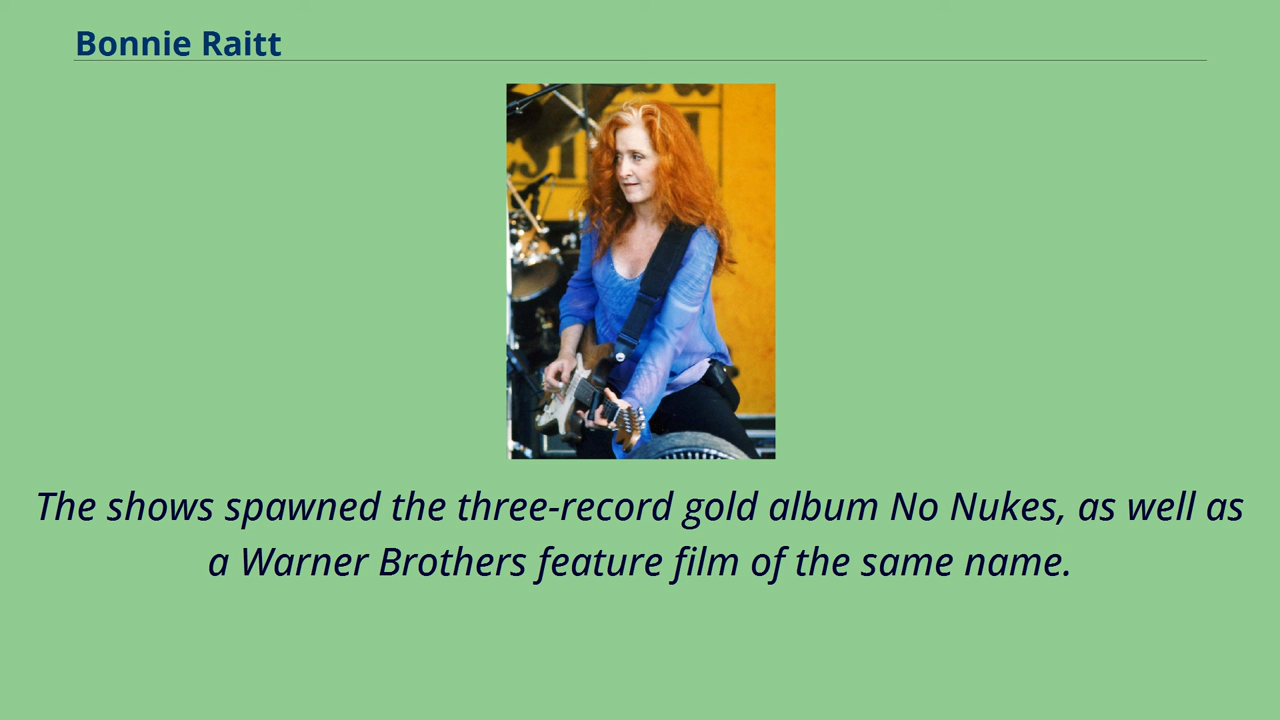 Bonnie Raitt
The shows spawned the three-record gold album No Nukes, as well as
a Warner Brothers feature film of the same name.